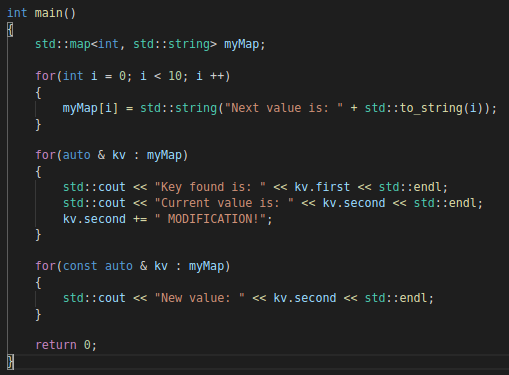 int main()
{
    std::map<int, std::string> myMap;

    for(int i = 0; i < 10; i ++)
    {
        myMap[i] = std::string("Next value is: " + std::to_string(i));
    }

    for(auto & kv : myMap)
    {
        std::cout << "Key found is: " << kv.first << std::endl;
        std::cout << "Current value is: " << kv.second << std::endl;
        kv.second += " MODIFICATION!";
    }

    for(const auto & kv : myMap)
    {
        std::cout << "New value: " << kv.second << std::endl;
    }

    return 0;
}